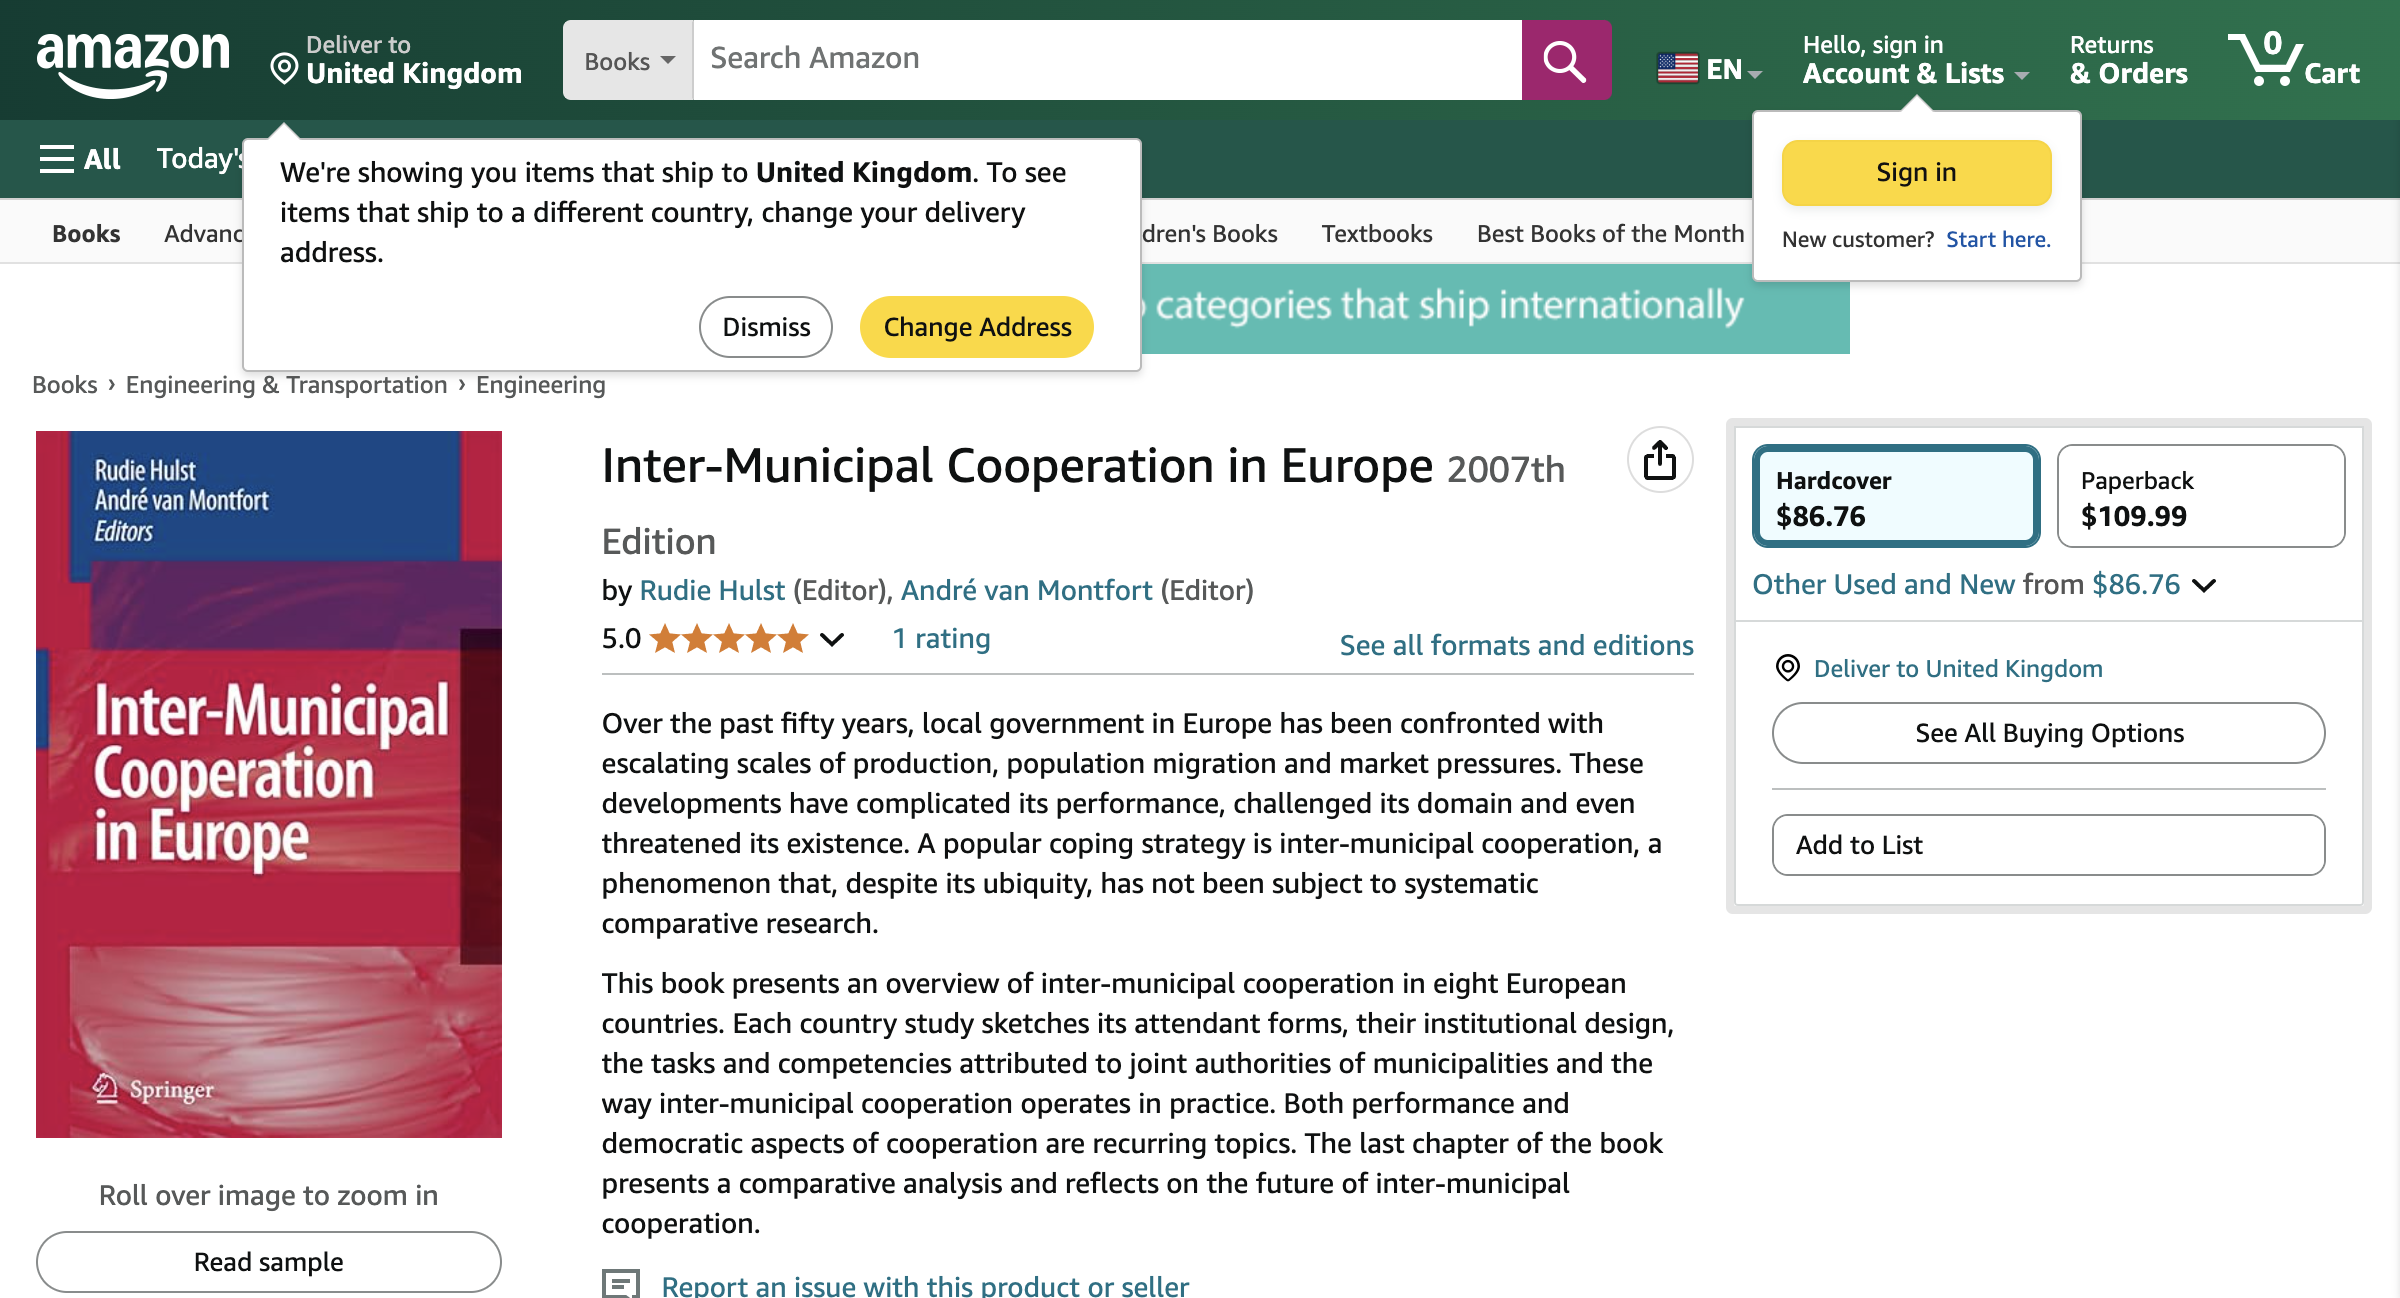 amazon
Deliver to
United Kingdom
Books
Search Amazon
EN
Hello, sign in
Account & Lists
Returns
& Orders
0
Cart
All
Today's
We're showing you items that ship to United Kingdom. To see
items that ship to a different country, change your delivery
address.
Dismiss
Change Address
Sign in
New customer? Start here.
Books
dren's Books
Textbooks
Best Books of the Month
categories that ship internationally
Books › Engineering & Transportation › Engineering
Rudie Hulst
André van Montfort
Editors
Inter-Municipal
Cooperation
in Europe
Springer
Roll over image to zoom in
Read sample
Inter-Municipal Cooperation in Europe 2007th
Edition
by Rudie Hulst (Editor), André van Montfort (Editor)
5.0
1 rating
See all formats and editions
Over the past fifty years, local government in Europe has been confronted with
escalating scales of production, population migration and market pressures. These
developments have complicated its performance, challenged its domain and even
threatened its existence. A popular coping strategy is inter-municipal cooperation, a
phenomenon that, despite its ubiquity, has not been subject to systematic
comparative research.
This book presents an overview of inter-municipal cooperation in eight European
countries. Each country study sketches its attendant forms, their institutional design,
the tasks and competencies attributed to joint authorities of municipalities and the
way inter-municipal cooperation operates in practice. Both performance and
democratic aspects of cooperation are recurring topics. The last chapter of the book
presents a comparative analysis and reflects on the future of inter-municipal
cooperation.
Report an issue with this product or seller
Hardcover
$86.76
Paperback
$109.99
Other Used and New from $86.76
Deliver to United Kingdom
See All Buying Options
Add to List